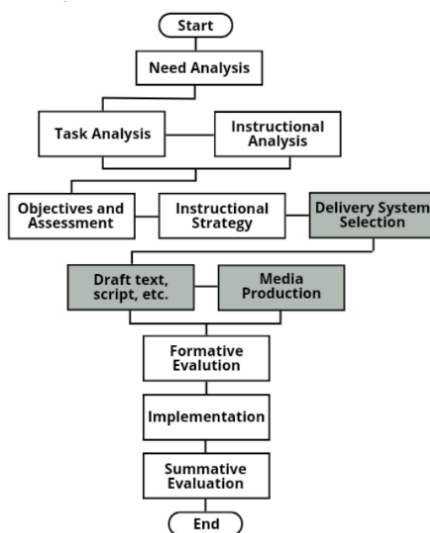 Start
Need Analysis
Task Analysis
Instructional
Analysis
Objectives and
Assessment
Instructional
Strategy
Delivery System
Selection
Draft text,
script, etc.
Media
Production
Formative
Evalution
Implementation
Summative
Evaluation
End